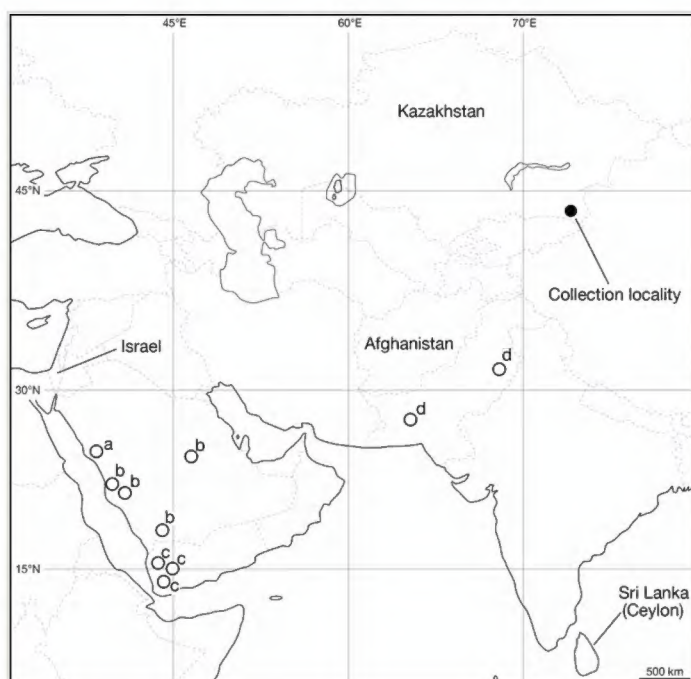 45°E 60°E 70°E
Kazakhstan
45°N
Collection locality
Israel
Afghanistan
d
30°N
d
a
b
b
b
b
c
c
15°N
c
Sri Lanka
(Ceylon)
500 km